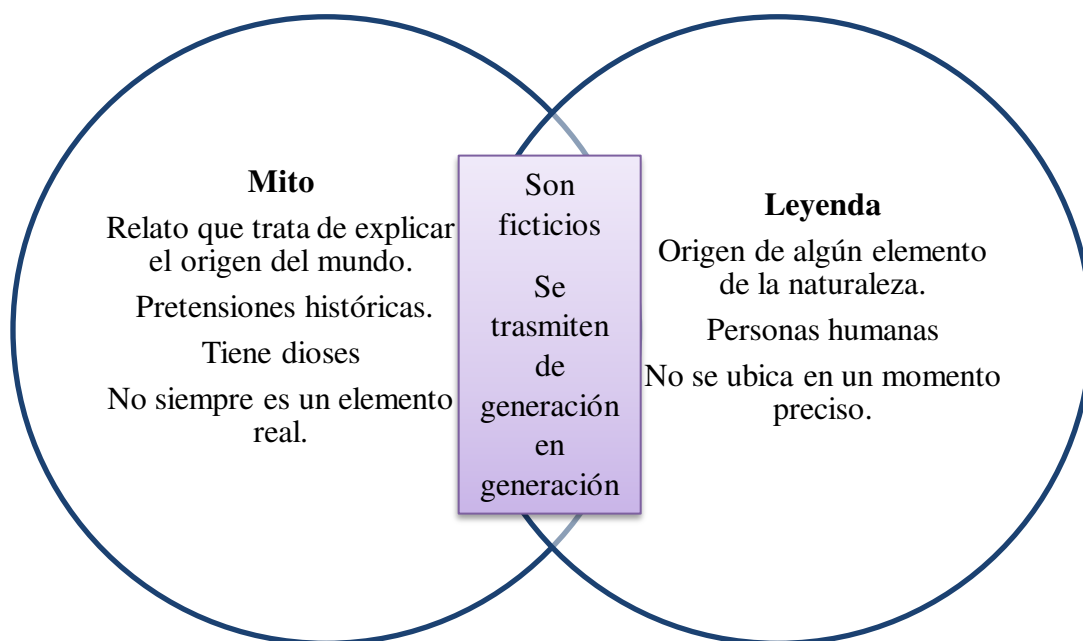 Mito
Relato que trata de explicar
el origen del mundo.
Pretensiones históricas.
Tiene dioses
No siempre es un elemento
real.
Son
ficticios
Se
trasmiten
de
generación
en
generación
Leyenda
Origen de algún elemento
de la naturaleza.
Personas humanas
No se ubica en un momento
preciso.